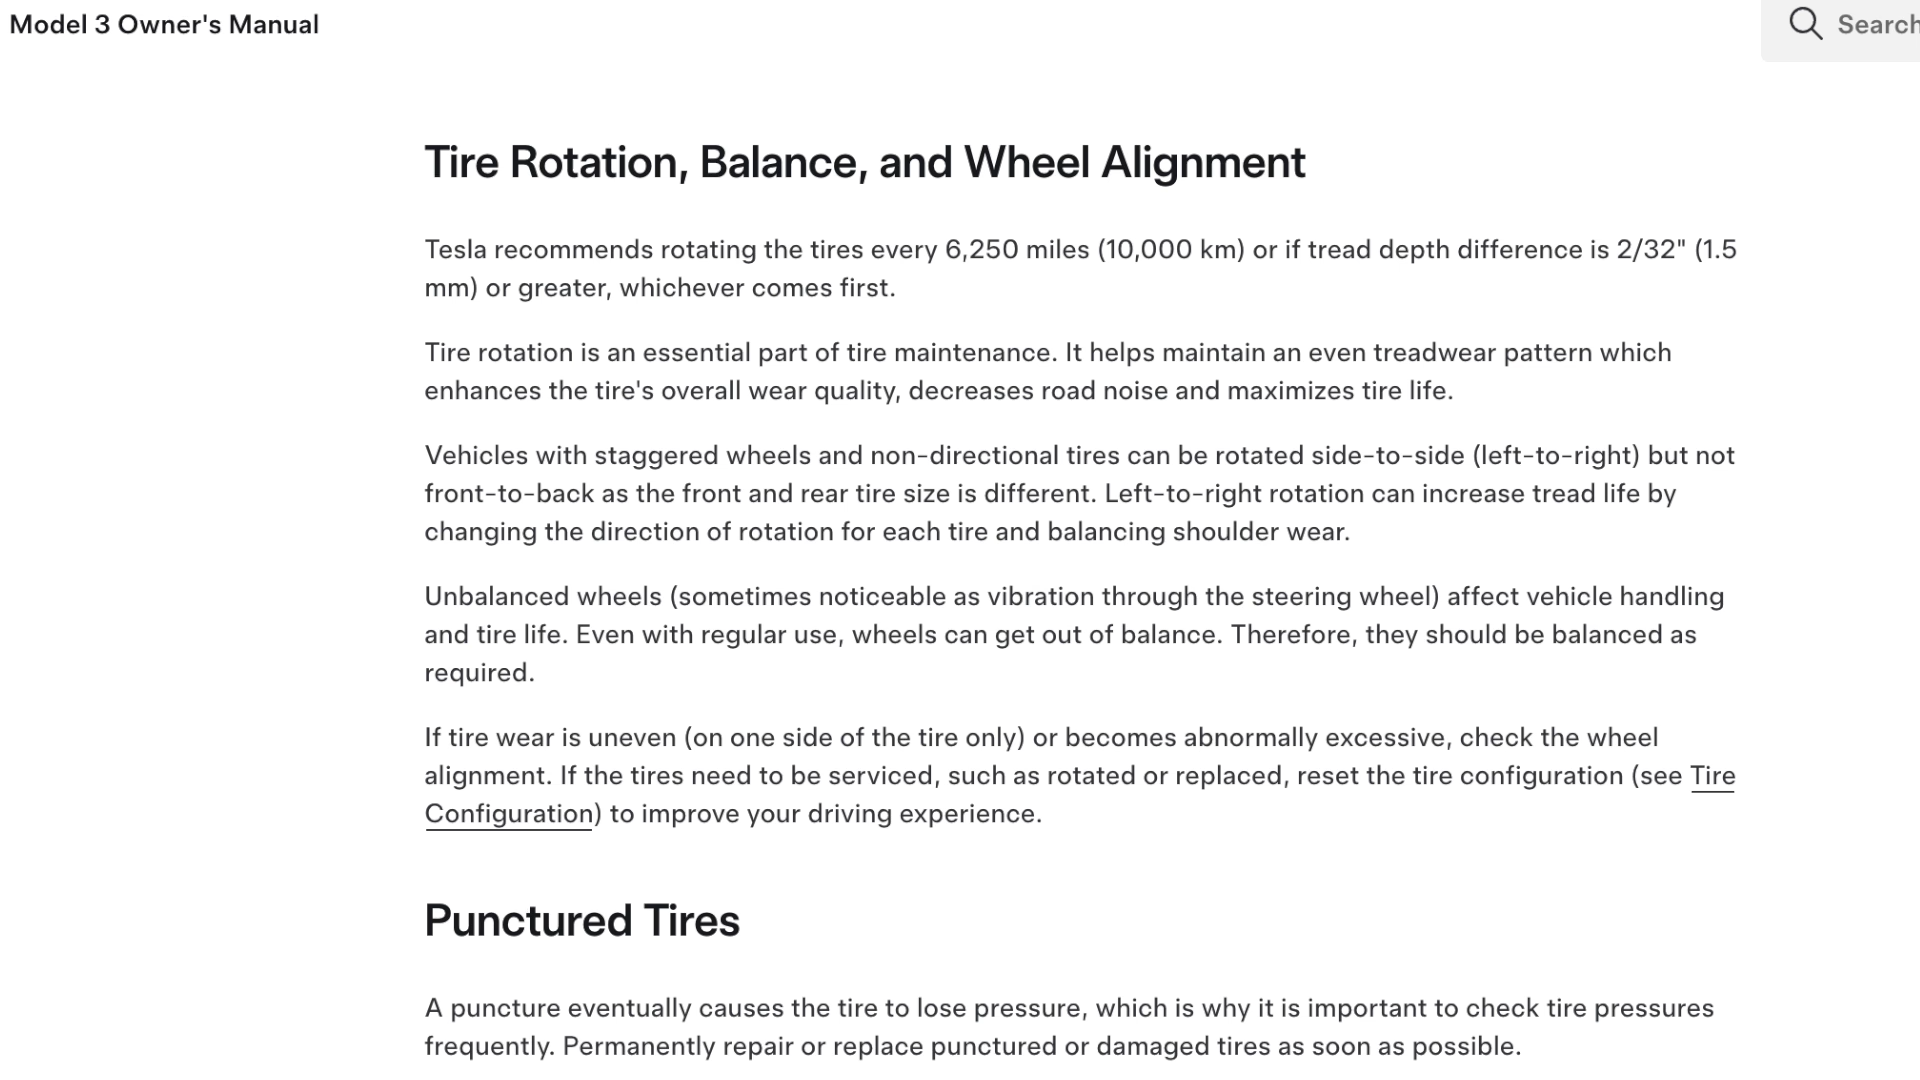 Model 3 Owner's Manual
Search
Tire Rotation, Balance, and Wheel Alignment
Tesla recommends rotating the tires every 6,250 miles (10,000 km) or if tread depth difference is 2/32" (1.5
mm) or greater, whichever comes first.
Tire rotation is an essential part of tire maintenance. It helps maintain an even treadwear pattern which
enhances the tire's overall wear quality, decreases road noise and maximizes tire life.
Vehicles with staggered wheels and non-directional tires can be rotated side-to-side (left-to-right) but not
front-to-back as the front and rear tire size is different. Left-to-right rotation can increase tread life by
changing the direction of rotation for each tire and balancing shoulder wear.
Unbalanced wheels (sometimes noticeable as vibration through the steering wheel) affect vehicle handling
and tire life. Even with regular use, wheels can get out of balance. Therefore, they should be balanced as
required.
If tire wear is uneven (on one side of the tire only) or becomes abnormally excessive, check the wheel
alignment. If the tires need to be serviced, such as rotated or replaced, reset the tire configuration (see Tire
Configuration) to improve your driving experience.
Punctured Tires
A puncture eventually causes the tire to lose pressure, which is why it is important to check tire pressures
frequently. Permanently repair or replace punctured or damaged tires as soon as possible.